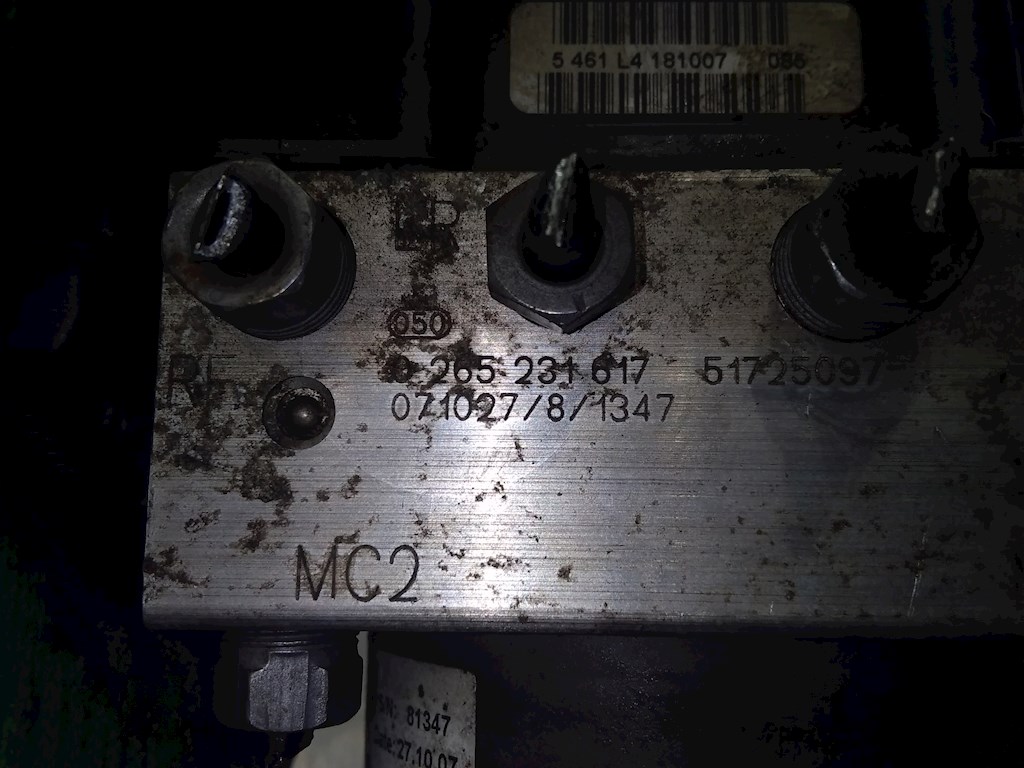 5 461 L4 181007 0B5
LR
050
RF
0 265 231 617 51725097
071027/8/1347
MC2
S/N: 81347
27.10.07